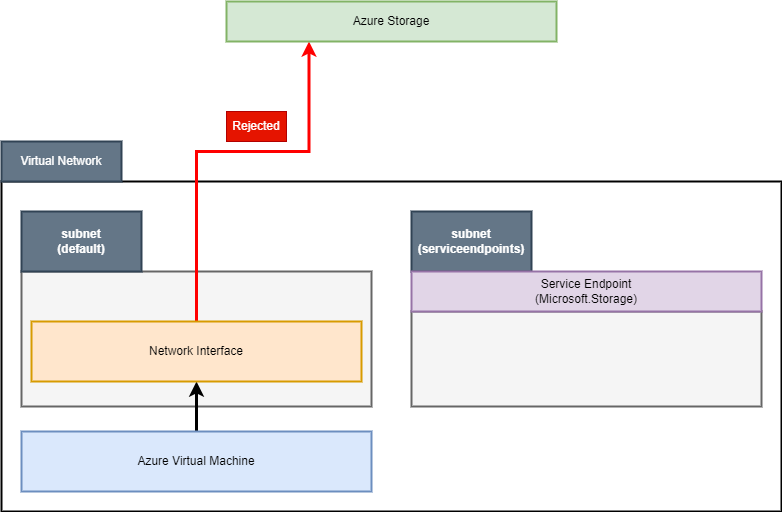 Azure Storage
Rejected
Virtual Network
subnet
(default)
subnet
(serviceendpoints)
Service Endpoint
(Microsoft.Storage)
Network Interface
Azure Virtual Machine